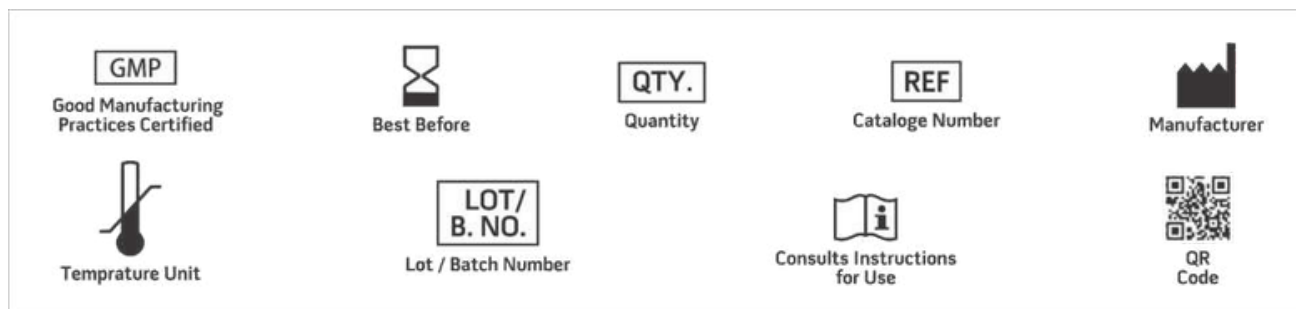 GMP
Good Manufacturing
Practices Certified
Best Before
QTY.
Quantity
REF
Cataloge Number
Manufacturer
Temprature Unit
LOT/
B. NO.
Lot / Batch Number
i
Consults Instructions
for Use
QR
Code